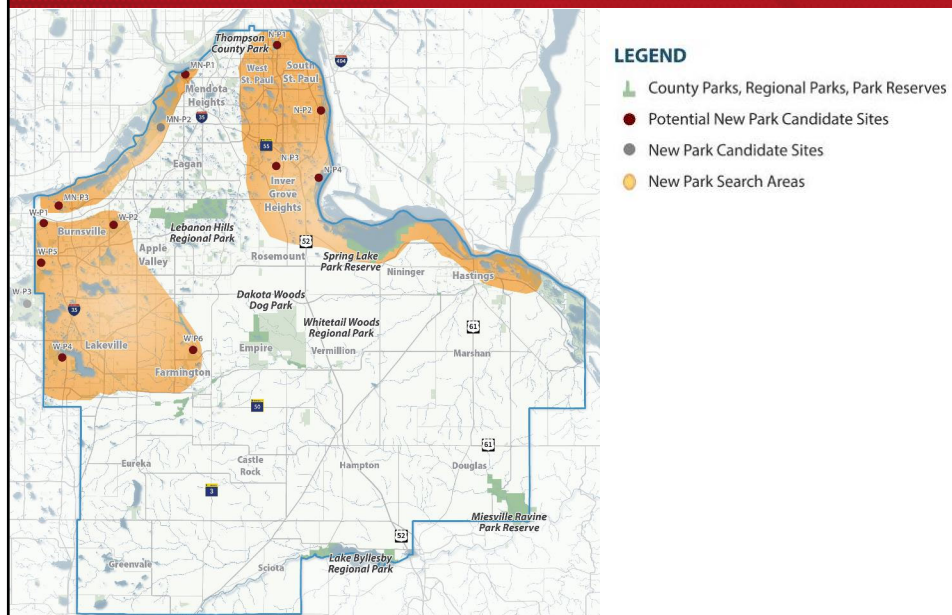 Thompson
County Park
N-P1
494
MN-P1
West
St. Paul
South
St. Paul
Mendota
Heights
N-P2
MN-P2
35
55
Eagan
N-P3
N-P4
Inver
Grove
Heights
MN-P3
W-P1
W-P2
Burnsville
Lebanon Hills
Regional Park
Apple
Valley
52
Rosemount
Spring Lake
Park Reserve
W-P5
Nininger
Hastings
W-P3
Dakota Woods
Dog Park
35
Whitetail Woods
Regional Park
61
W-P4
Lakeville
W-P6
Empire
Vermillion
Marshan
Farmington
50
61
Eureka
Castle
Rock
Hampton
Douglas
3
Miesville Ravine
Park Reserve
52
Greenvale
Sciota
Lake Byllesby
Regional Park
LEGEND
County Parks, Regional Parks, Park Reserves
Potential New Park Candidate Sites
New Park Candidate Sites
New Park Search Areas